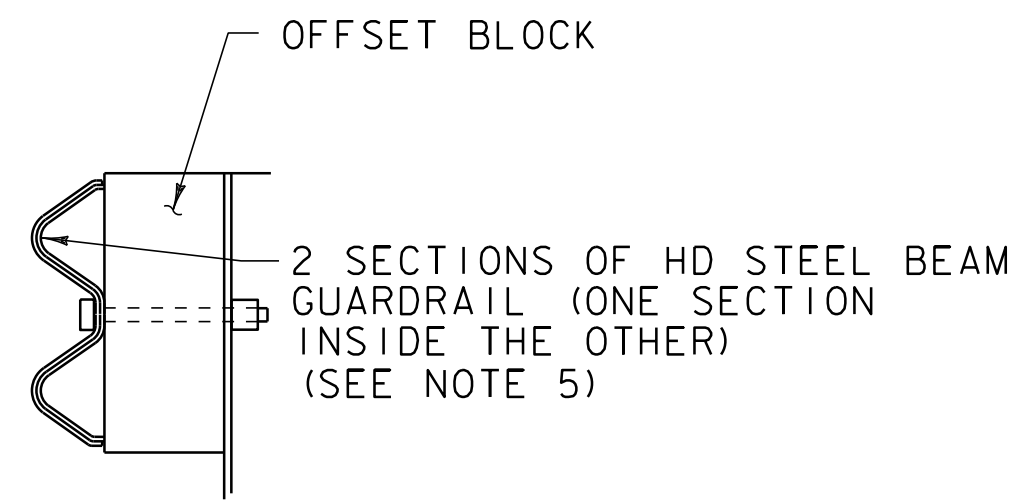 OFFSET BLOCK
2 SECTIONS OF HD STEEL BEAM
GUARDRAIL (ONE SECTION
INSIDE THE OTHER)
(SEE NOTE 5)